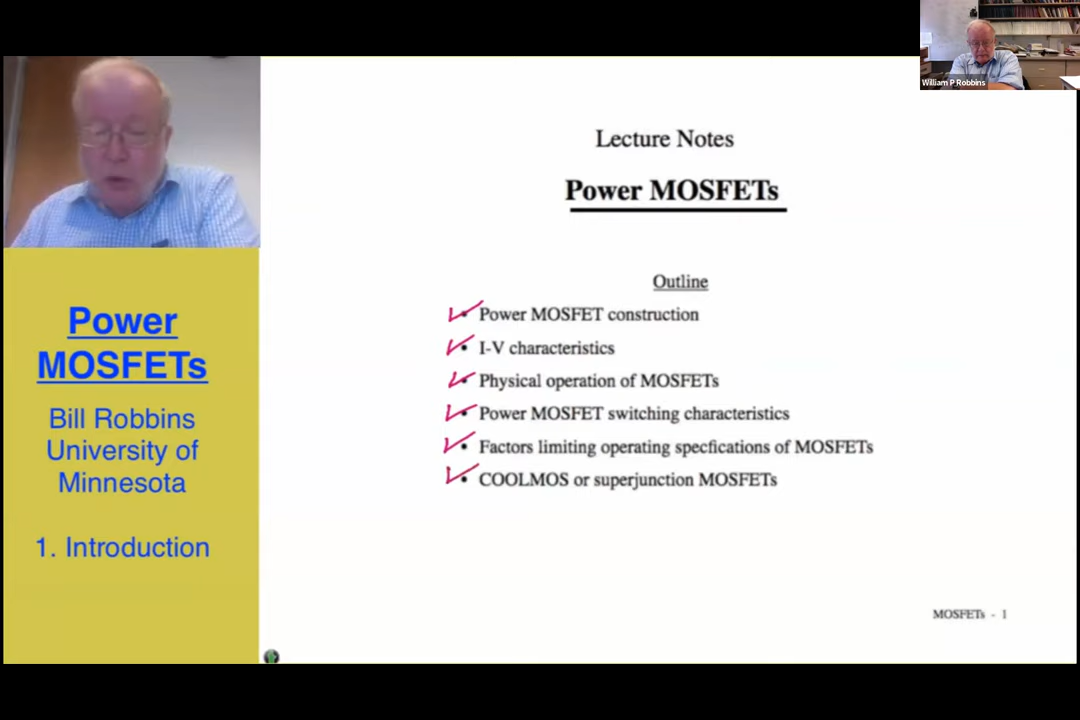 William P Robbins
Lecture Notes
Power MOSFETs
Outline
• Power MOSFET construction
• I-V characteristics
• Physical operation of MOSFETs
• Power MOSFET switching characteristics
• Factors limiting operating specfications of MOSFETs
• COOLMOS or superjunction MOSFETs
MOSFETs - 1
Power
MOSFETs
Bill Robbins
University of
Minnesota
1. Introduction